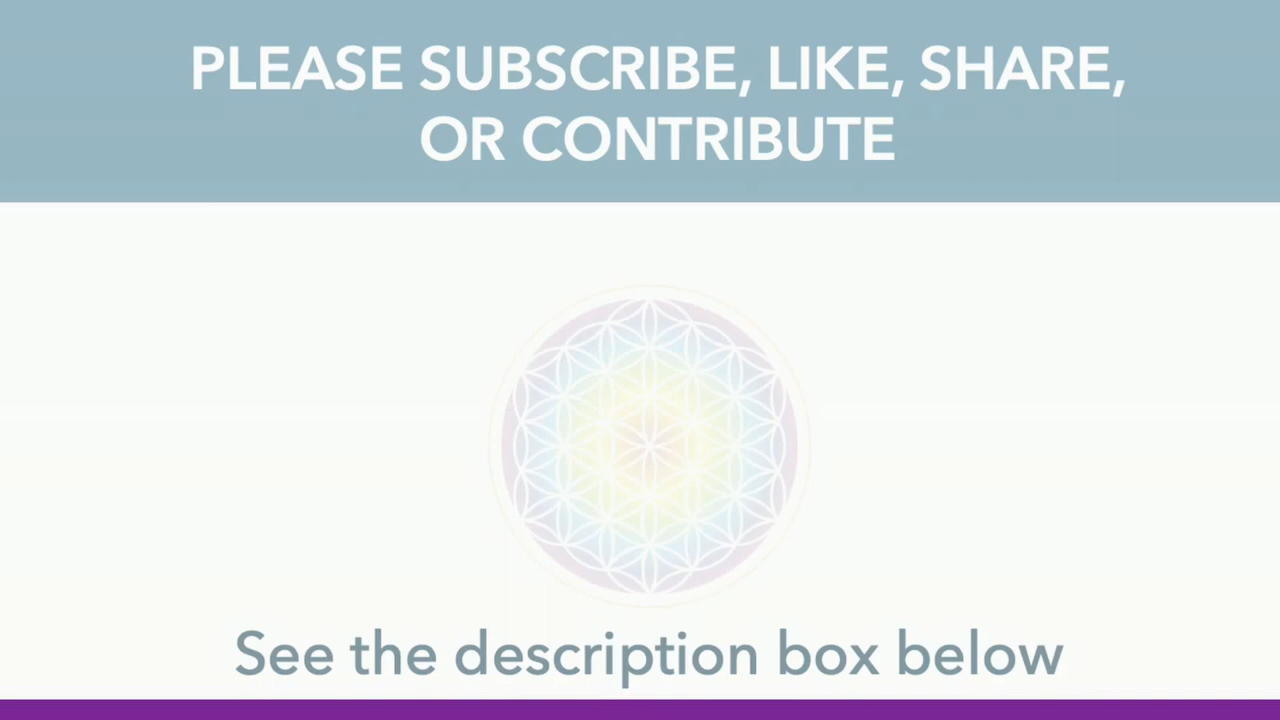 PLEASE SUBSCRIBE, LIKE, SHARE,
OR CONTRIBUTE
See the description box below